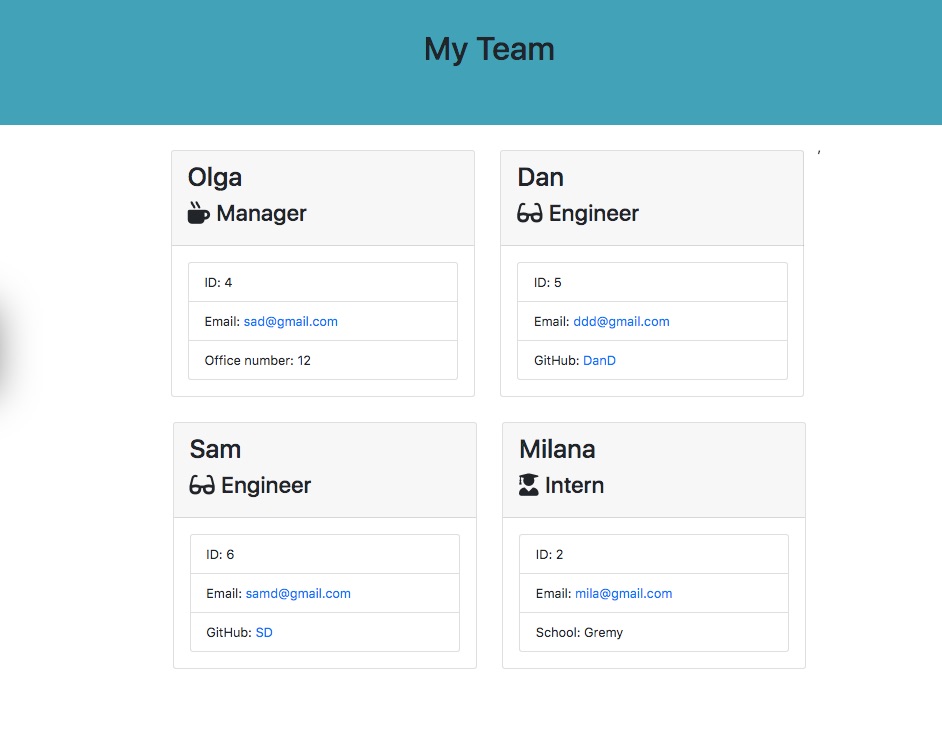 My Team
Olga
Manager
ID: 4
Email: sad@gmail.com
Office number: 12
Dan
Engineer
ID: 5
Email: ddd@gmail.com
GitHub: DanD
,
Sam
Engineer
ID: 6
Email: samd@gmail.com
GitHub: SD
Milana
Intern
ID: 2
Email: mila@gmail.com
School: Gremy